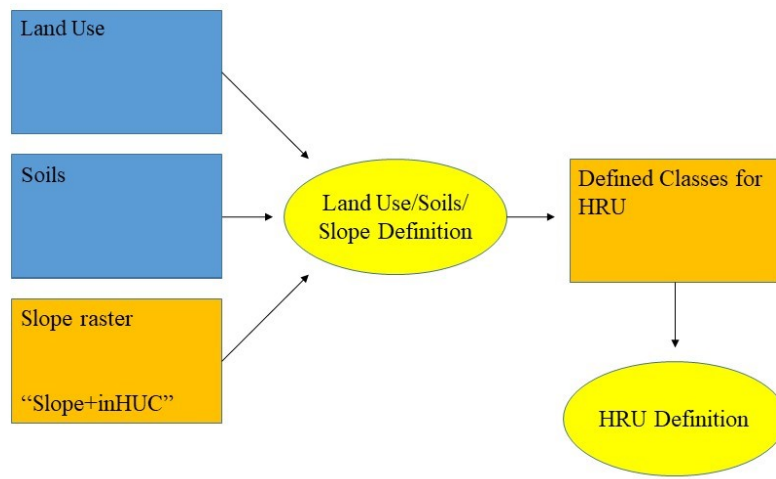 Land Use
Soils
Slope raster
“Slope+inHUC”
Land Use/Soils/
Slope Definition
Defined Classes for
HRU
HRU Definition